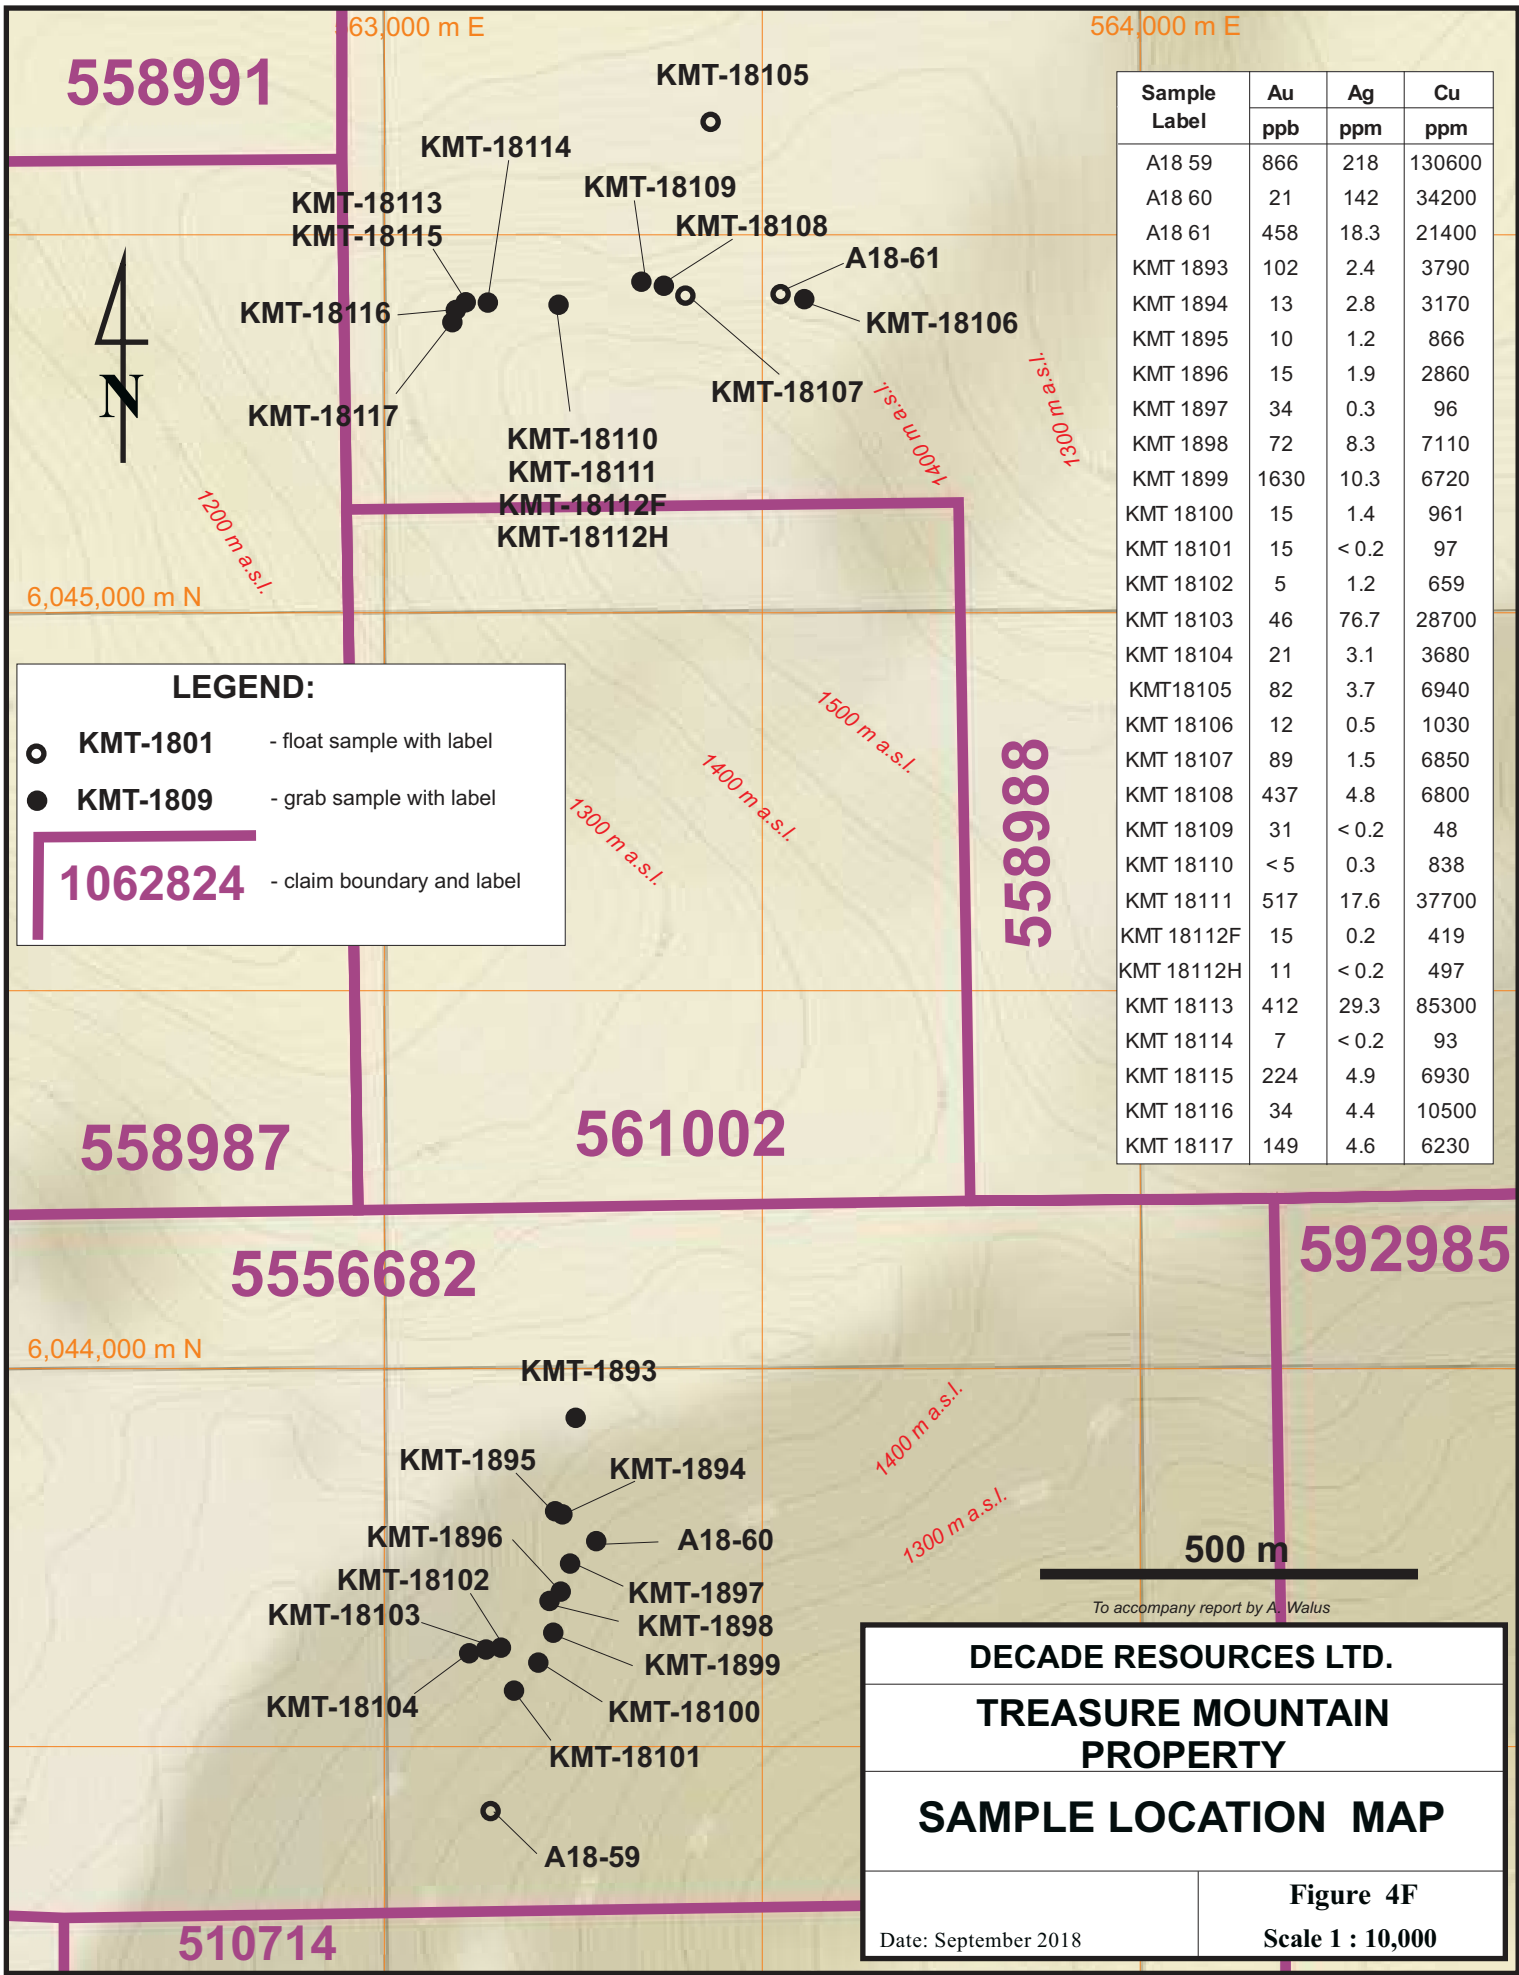 563,000 m E
564,000 m E
558991
KMT-18105
KMT-18114
KMT-18109
KMT-18113
KMT-18115
KMT-18108
A18-61
KMT-18116
KMT-18106
KMT-18107
KMT-18117
N
KMT-18110
KMT-18111
KMT-18112F
KMT-18112H
1400 m a.s.l.
1300 m a.s.l.
1200 m a.s.l.
6,045,000 m N
Sample Label Au ppb Ag ppm Cu ppm
A18 59 866 218 130600
A18 60 21 142 34200
A18 61 458 18.3 21400
KMT 1893 102 2.4 3790
KMT 1894 13 2.8 3170
KMT 1895 10 1.2 866
KMT 1896 15 1.9 2860
KMT 1897 34 0.3 96
KMT 1898 72 8.3 7110
KMT 1899 1630 10.3 6720
KMT 18100 15 1.4 961
KMT 18101 15 < 0.2 97
KMT 18102 5 1.2 659
KMT 18103 46 76.7 28700
KMT 18104 21 3.1 3680
KMT18105 82 3.7 6940
KMT 18106 12 0.5 1030
KMT 18107 89 1.5 6850
KMT 18108 437 4.8 6800
KMT 18109 31 < 0.2 48
KMT 18110 < 5 0.3 838
KMT 18111 517 17.6 37700
KMT 18112F 15 0.2 419
KMT 18112H 11 < 0.2 497
KMT 18113 412 29.3 85300
KMT 18114 7 < 0.2 93
KMT 18115 224 4.9 6930
KMT 18116 34 4.4 10500
KMT 18117 149 4.6 6230
LEGEND:
KMT-1801 - float sample with label
KMT-1809 - grab sample with label
1062824 - claim boundary and label
1500 m a.s.l.
1400 m a.s.l.
1300 m a.s.l.
558988
558987
561002
5556682
592985
6,044,000 m N
KMT-1893
KMT-1895
KMT-1894
KMT-1896
A18-60
KMT-18102
KMT-1897
KMT-18103
KMT-1898
KMT-1899
KMT-18104
KMT-18100
KMT-18101
A18-59
1400 m a.s.l.
1300 m a.s.l.
510714
500 m
To accompany report by A. Walus
DECADE RESOURCES LTD.
TREASURE MOUNTAIN
PROPERTY
SAMPLE LOCATION MAP
Date: September 2018
Figure 4F
Scale 1 : 10,000